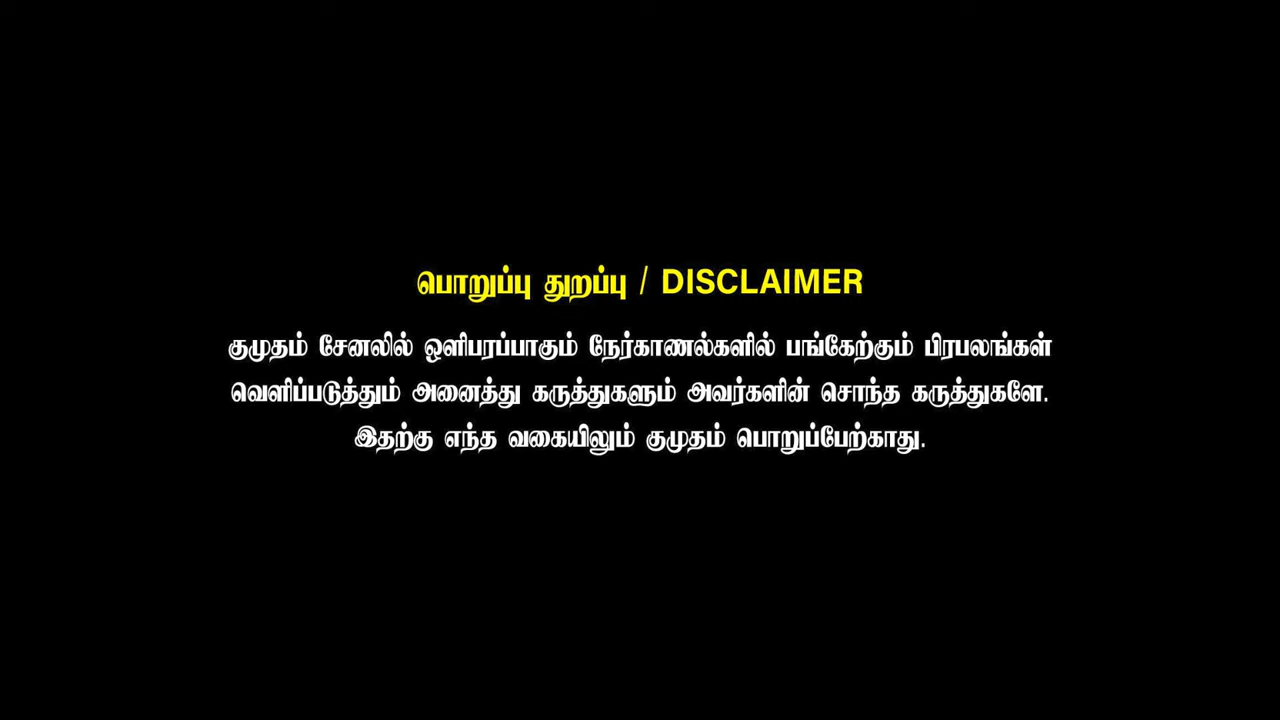 பொறுப்பு துறப்பு / DISCLAIMER
குமுதம் சேனலில் ஒளிபரப்பாகும் நேர்காணல்களில் பங்கேற்கும் பிரபலங்கள்
வெளிப்படுத்தும் அனைத்து கருத்துகளும் அவர்களின் சொந்த கருத்துகளே.
இதற்கு எந்த வகையிலும் குமுதம் பொறுப்பேற்காது.